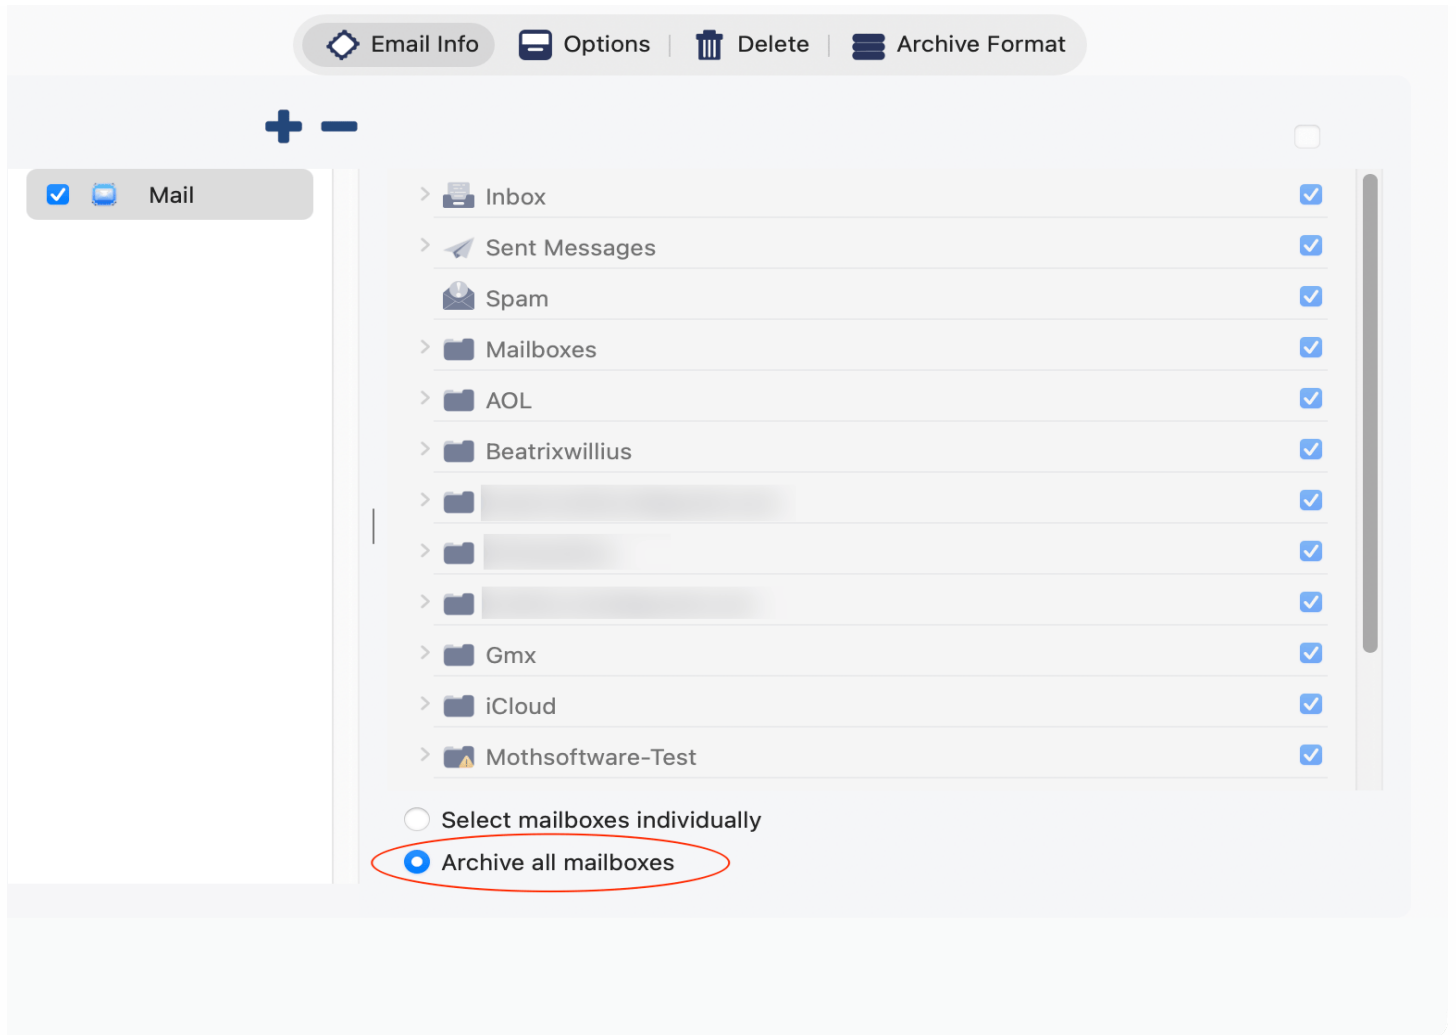 Email Info Options Delete Archive Format
Mail
Inbox
Sent Messages
Spam
Mailboxes
AOL
Beatrixwillius
Gmx
iCloud
Mothsoftware-Test
Select mailboxes individually
Archive all mailboxes